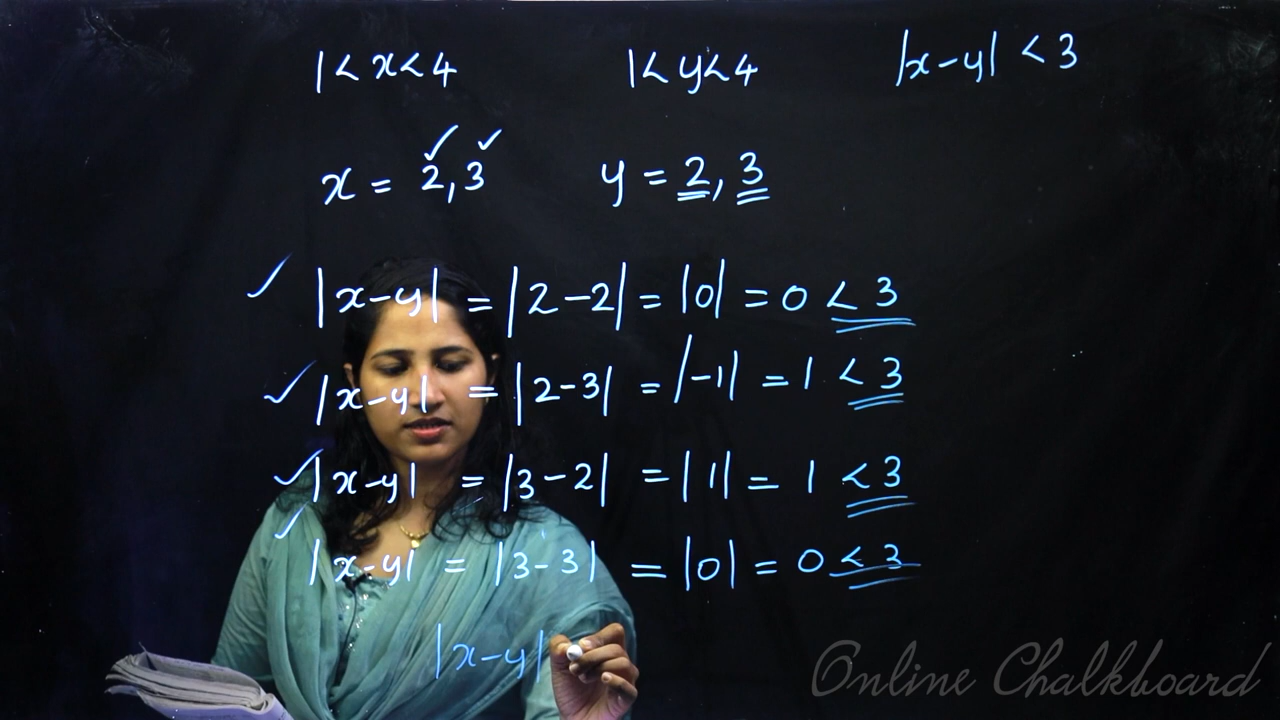 1 < x < 4 1 < y < 4 |x-y| < 3
x = 2, 3 y = 2, 3
|x-y| = |2-2| = |0| = 0 < 3
|x-y| = |2-3| = |-1| = 1 < 3
|x-y| = |3-2| = |1| = 1 < 3
|x-y| = |3-3| = |0| = 0 < 3
|x-y|
Online Chalkboard